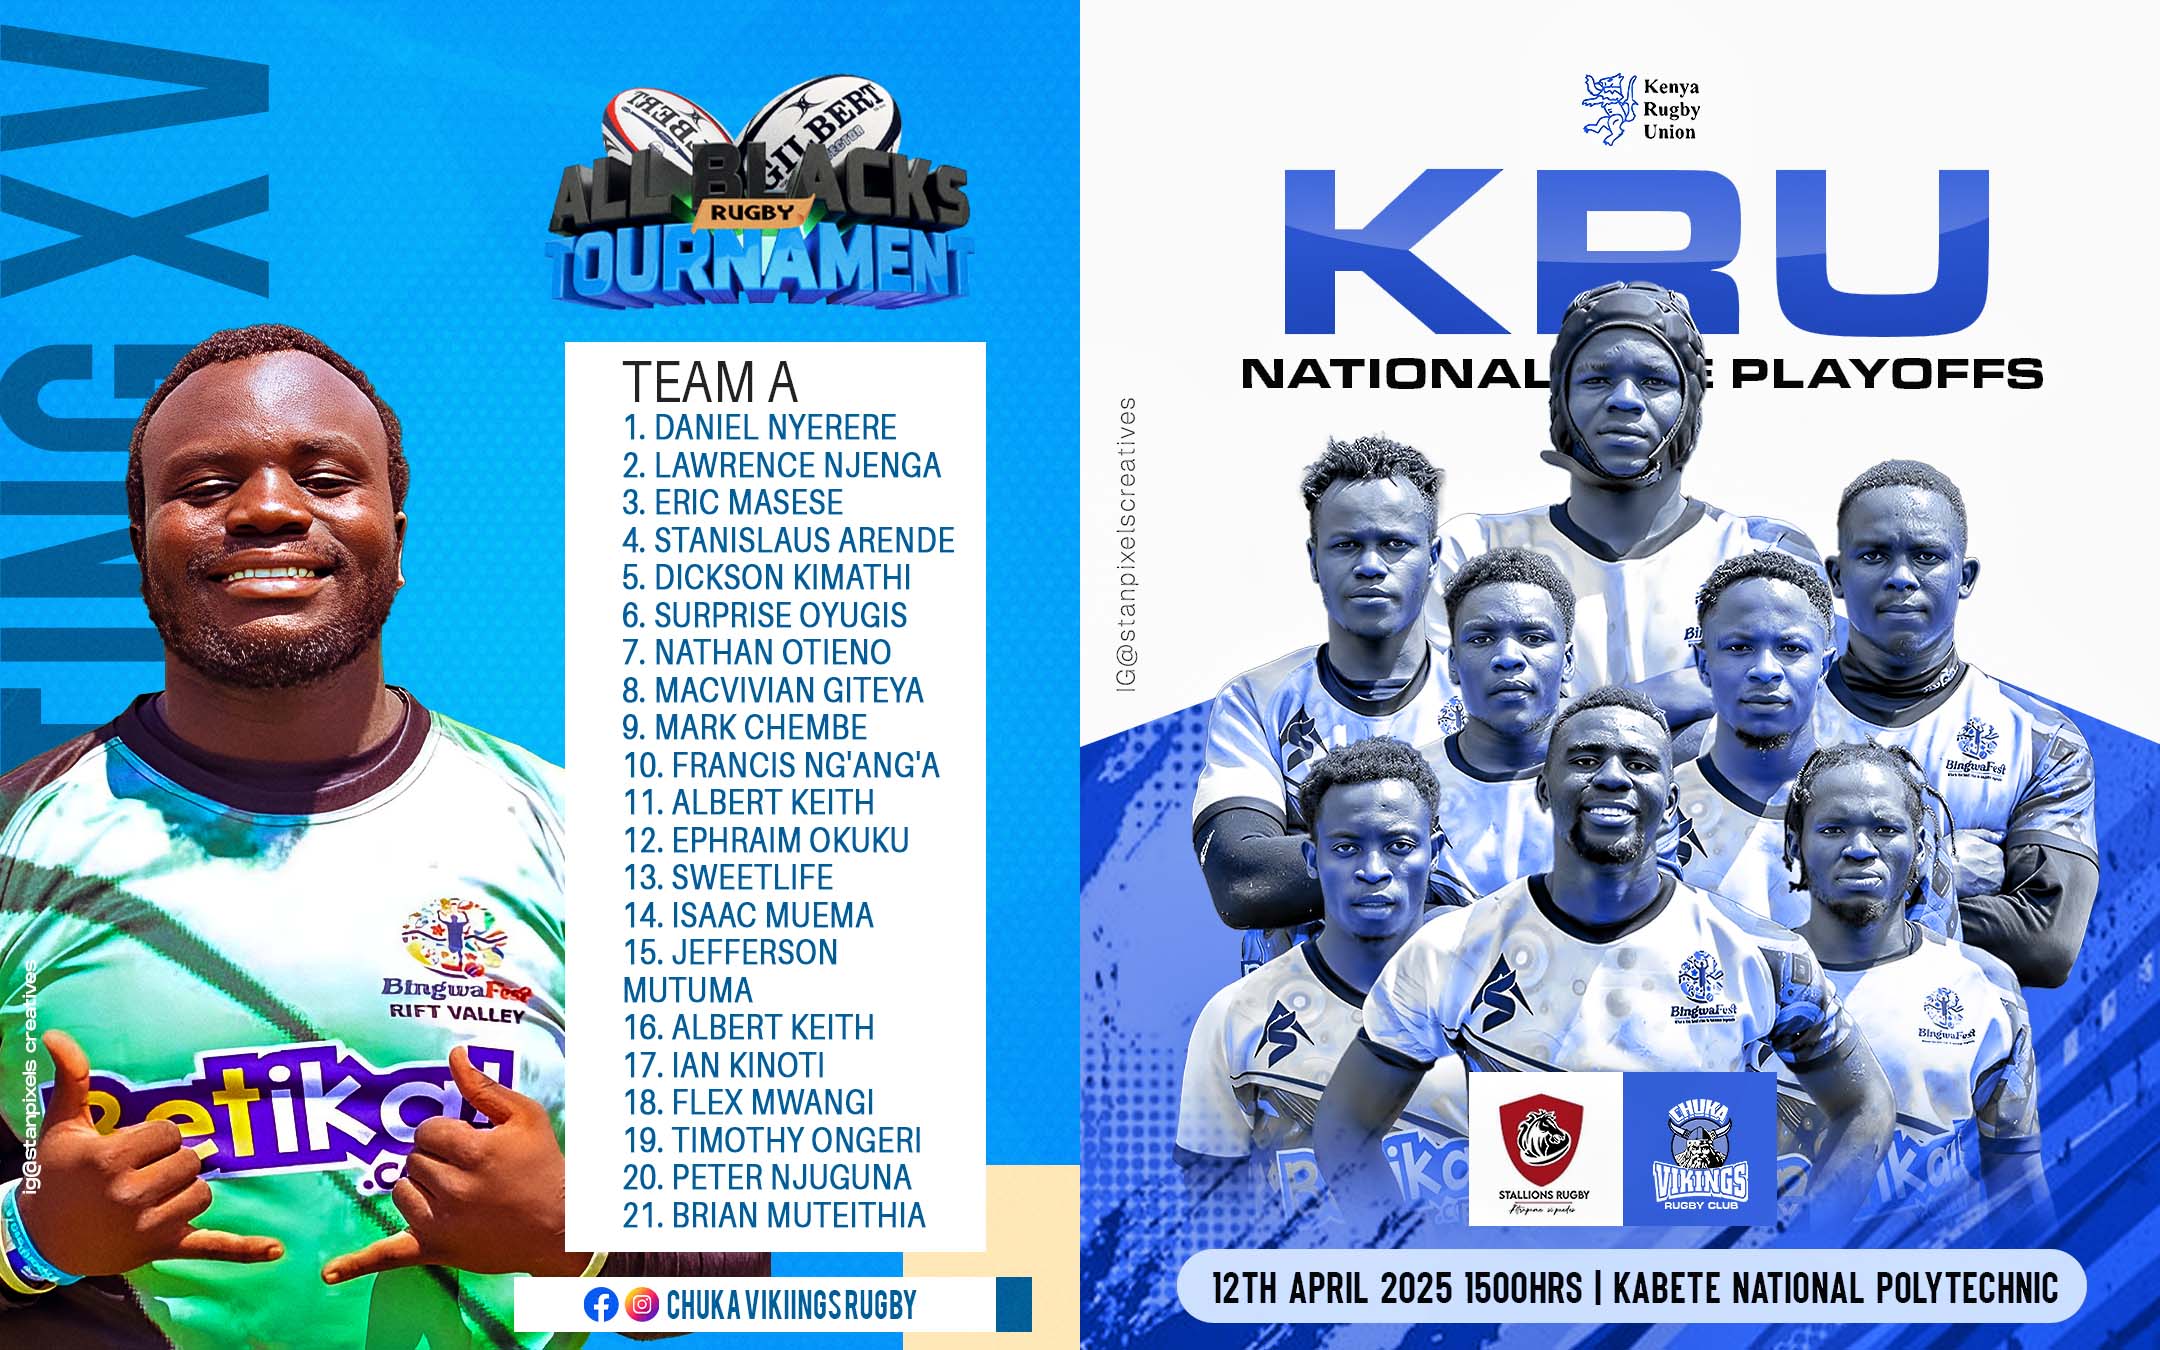 FING XV
GILBERT
ALL BLACKS
RUGBY
TOURNAMENT
TEAM A
1. DANIEL NYERERE
2. LAWRENCE NJENGA
3. ERIC MASESE
4. STANISLAUS ARENDE
5. DICKSON KIMATHI
6. SURPRISE OYUGIS
7. NATHAN OTIENO
8. MACVIVIAN GITEYA
9. MARK CHEMBE
10. FRANCIS NG'ANG'A
11. ALBERT KEITH
12. EPHRAIM OKUKU
13. SWEETLIFE
14. ISAAC MUEMA
15. JEFFERSON
MUTUMA
16. ALBERT KEITH
17. IAN KINOTI
18. FLEX MWANGI
19. TIMOTHY ONGERI
20. PETER NJUGUNA
21. BRIAN MUTEITHIA
BingwaFest
RIFT VALLEY
Betika!
ig@stanpixels creatives
CHUKA VIKIINGS RUGBY
Kenya
Rugby
Union
KRU
NATIONAL PLAYOFFS
IG@stanpixelscreatives
BingwaFest
BingwaFest
BingwaFest
STALLIONS RUGBY
CHUKA
VIKINGS
RUGBY CLUB
12TH APRIL 2025 1500HRS | KABETE NATIONAL POLYTECHNIC